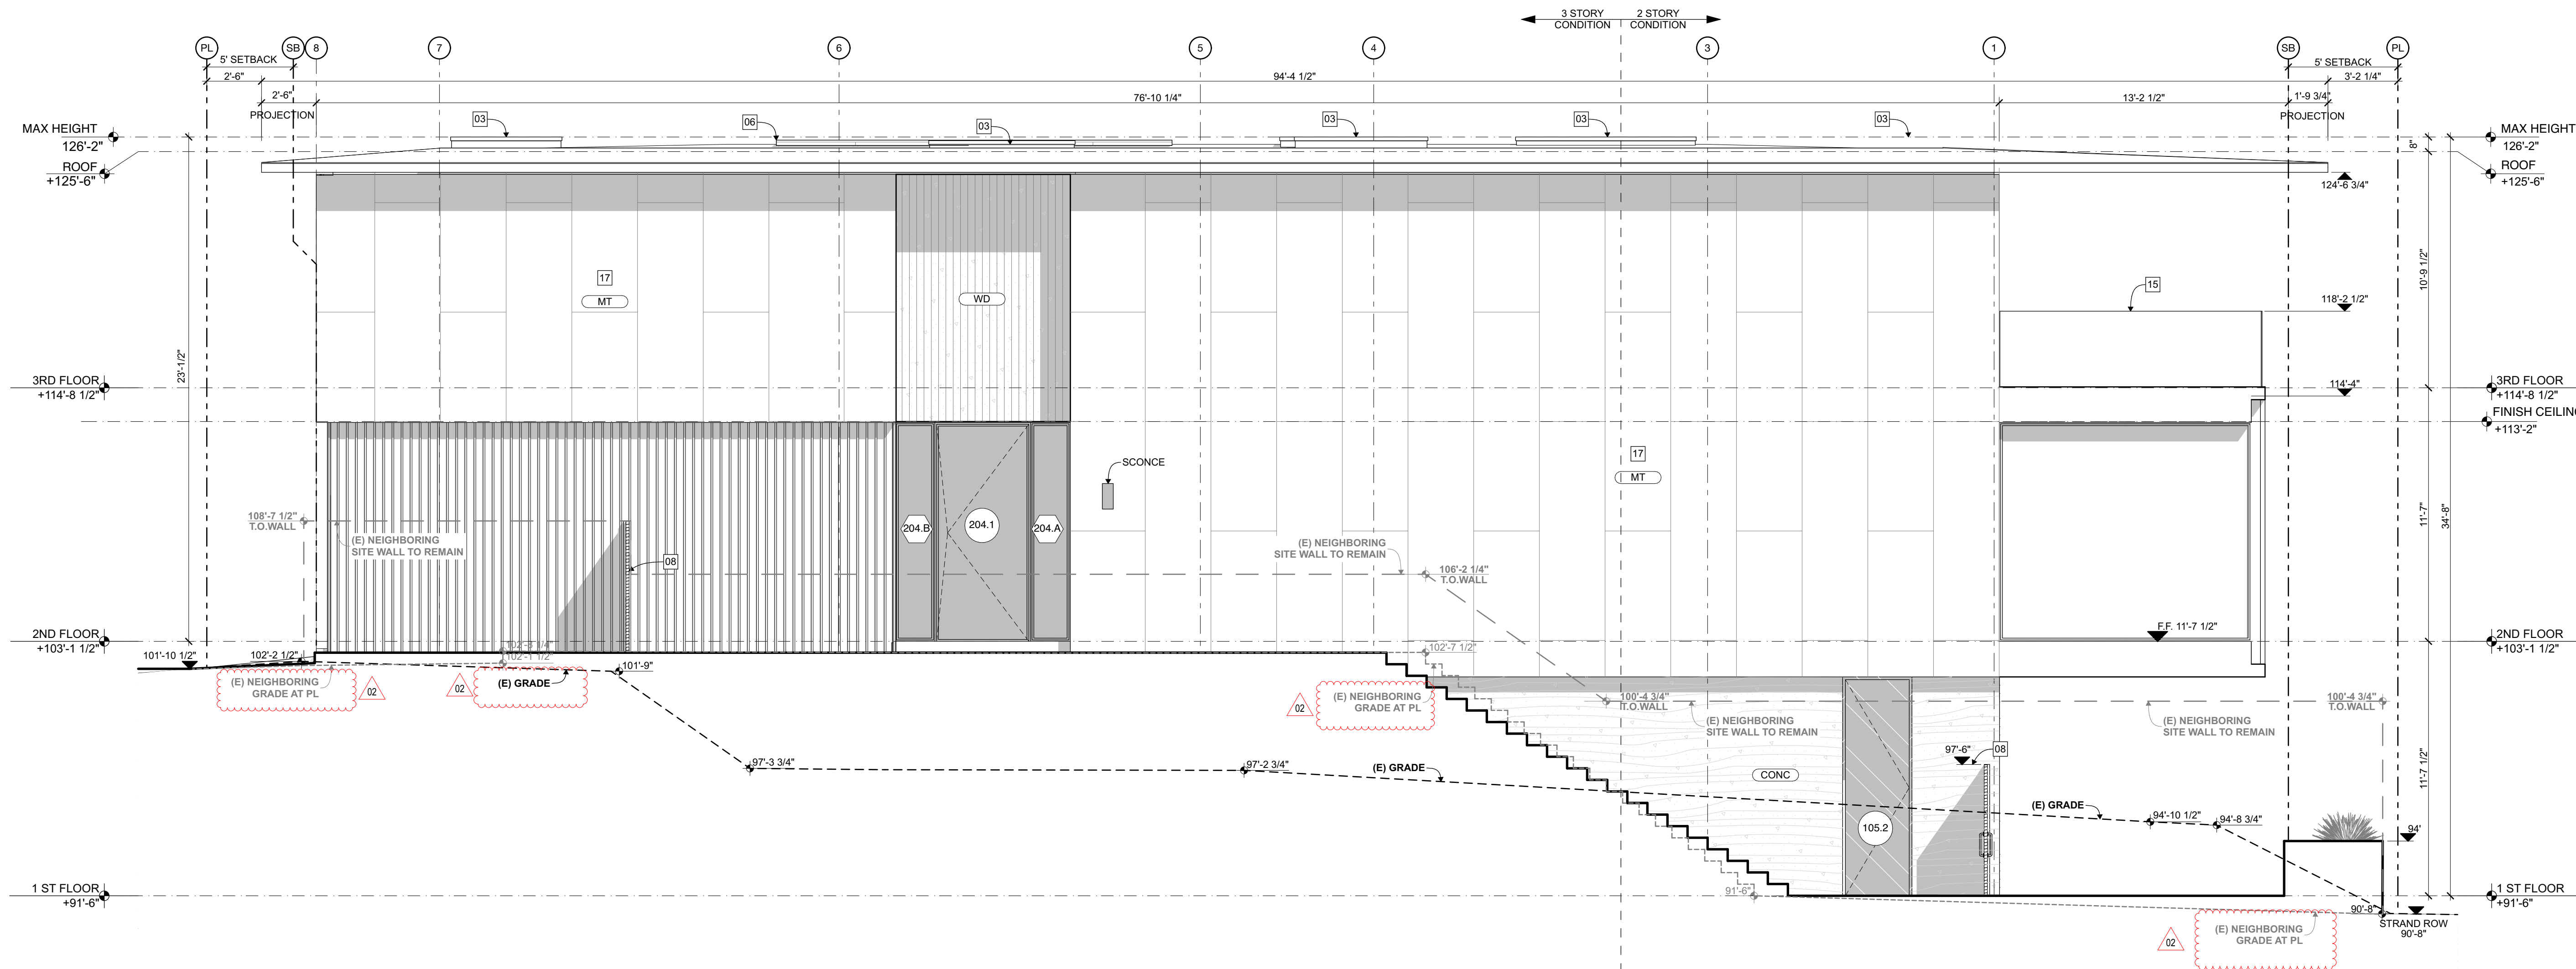 3 STORY CONDITION
2 STORY CONDITION
PL
SB
8
7
6
5
4
3
1
SB
PL
5' SETBACK
5' SETBACK
2'-6"
94'-4 1/2"
3'-2 1/4"
2'-6"
PROJECTION
76'-10 1/4"
13'-2 1/2"
1'-9 3/4"
PROJECTION
03
06
03
03
03
03
MAX HEIGHT
126'-2"
ROOF
+125'-6"
MAX HEIGHT
126'-2"
ROOF
+125'-6"
8"
124'-6 3/4"
17
MT
WD
15
118'-2 1/2"
10'-9 1/2"
23'-1/2"
3RD FLOOR
+114'-8 1/2"
114'-4"
3RD FLOOR
+114'-8 1/2"
FINISH CEILING
+113'-2"
17
MT
SCONCE
204.B
204.1
204.A
108'-7 1/2"
T.O.WALL
(E) NEIGHBORING
SITE WALL TO REMAIN
08
(E) NEIGHBORING
SITE WALL TO REMAIN
106'-2 1/4"
T.O.WALL
11'-7"
34'-8"
F.F. 11'-7 1/2"
2ND FLOOR
+103'-1 1/2"
2ND FLOOR
+103'-1 1/2"
101'-10 1/2"
102'-2 1/2"
102'-1 1/2"
101'-9"
102'-7 1/2"
(E) NEIGHBORING
GRADE AT PL
02
02
(E) GRADE
02
(E) NEIGHBORING
GRADE AT PL
100'-4 3/4"
T.O.WALL
(E) NEIGHBORING
SITE WALL TO REMAIN
100'-4 3/4"
T.O.WALL
(E) NEIGHBORING
SITE WALL TO REMAIN
97'-3 3/4"
97'-2 3/4"
(E) GRADE
CONC
97'-6"
08
11'-7 1/2"
(E) GRADE
94'-10 1/2"
94'-8 3/4"
94'
105.2
1 ST FLOOR
+91'-6"
91'-6"
1 ST FLOOR
+91'-6"
90'-8"
STRAND ROW
90'-8"
02
(E) NEIGHBORING
GRADE AT PL